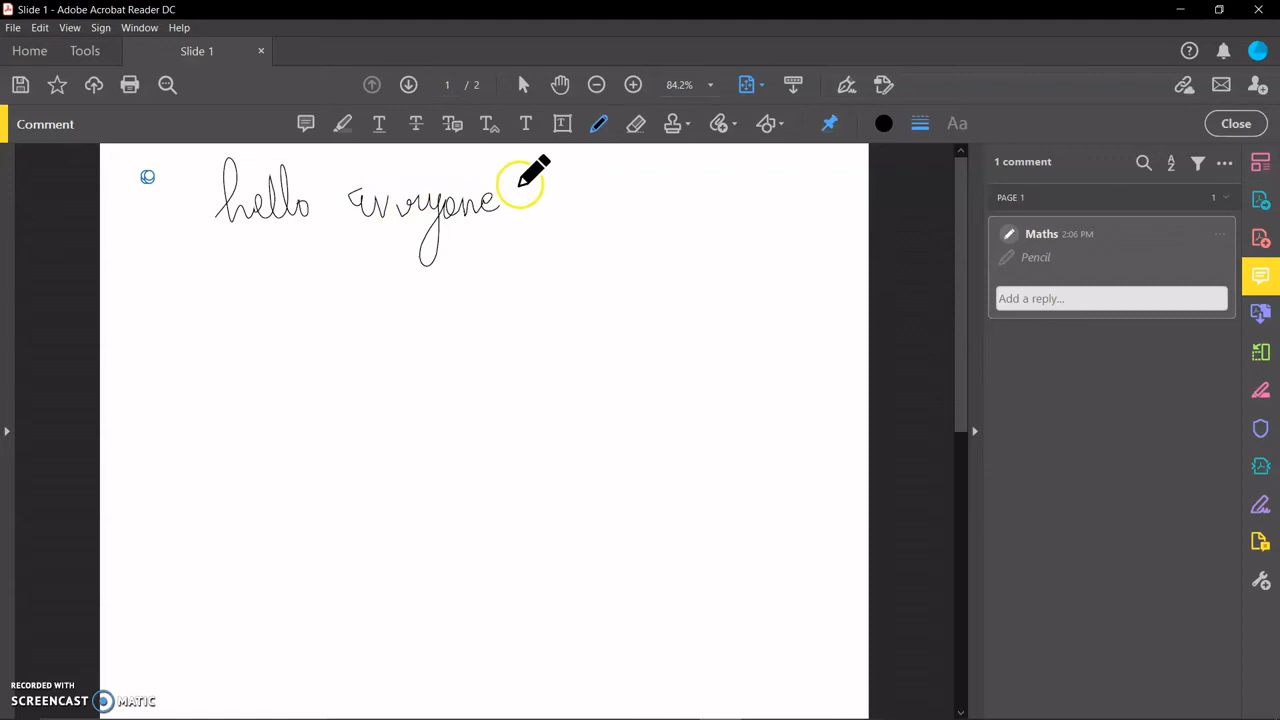 Slide 1 - Adobe Acrobat Reader DC
File Edit View Sign Window Help
Home Tools Slide 1
1 / 2 84.2%
Comment Aa Close
hello Everyone
1 comment
PAGE 1 1
Maths 2:06 PM
Pencil
Add a reply...
RECORDED WITH
SCREENCAST MATIC